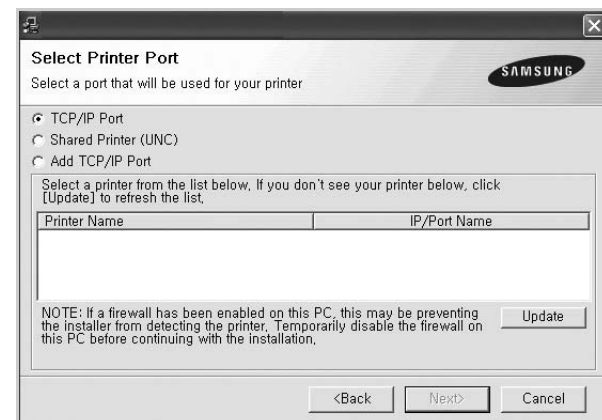 Select Printer Port
Select a port that will be used for your printer
SAMSUNG
TCP/IP Port
Shared Printer (UNC)
Add TCP/IP Port
Select a printer from the list below, If you don't see your printer below, click
[Update] to refresh the list,
Printer Name IP/Port Name
NOTE: If a firewall has been enabled on this PC, this may be preventing
the installer from detecting the printer, Temporarily disable the firewall on
this PC before continuing with the installation,
Update
<Back Next> Cancel